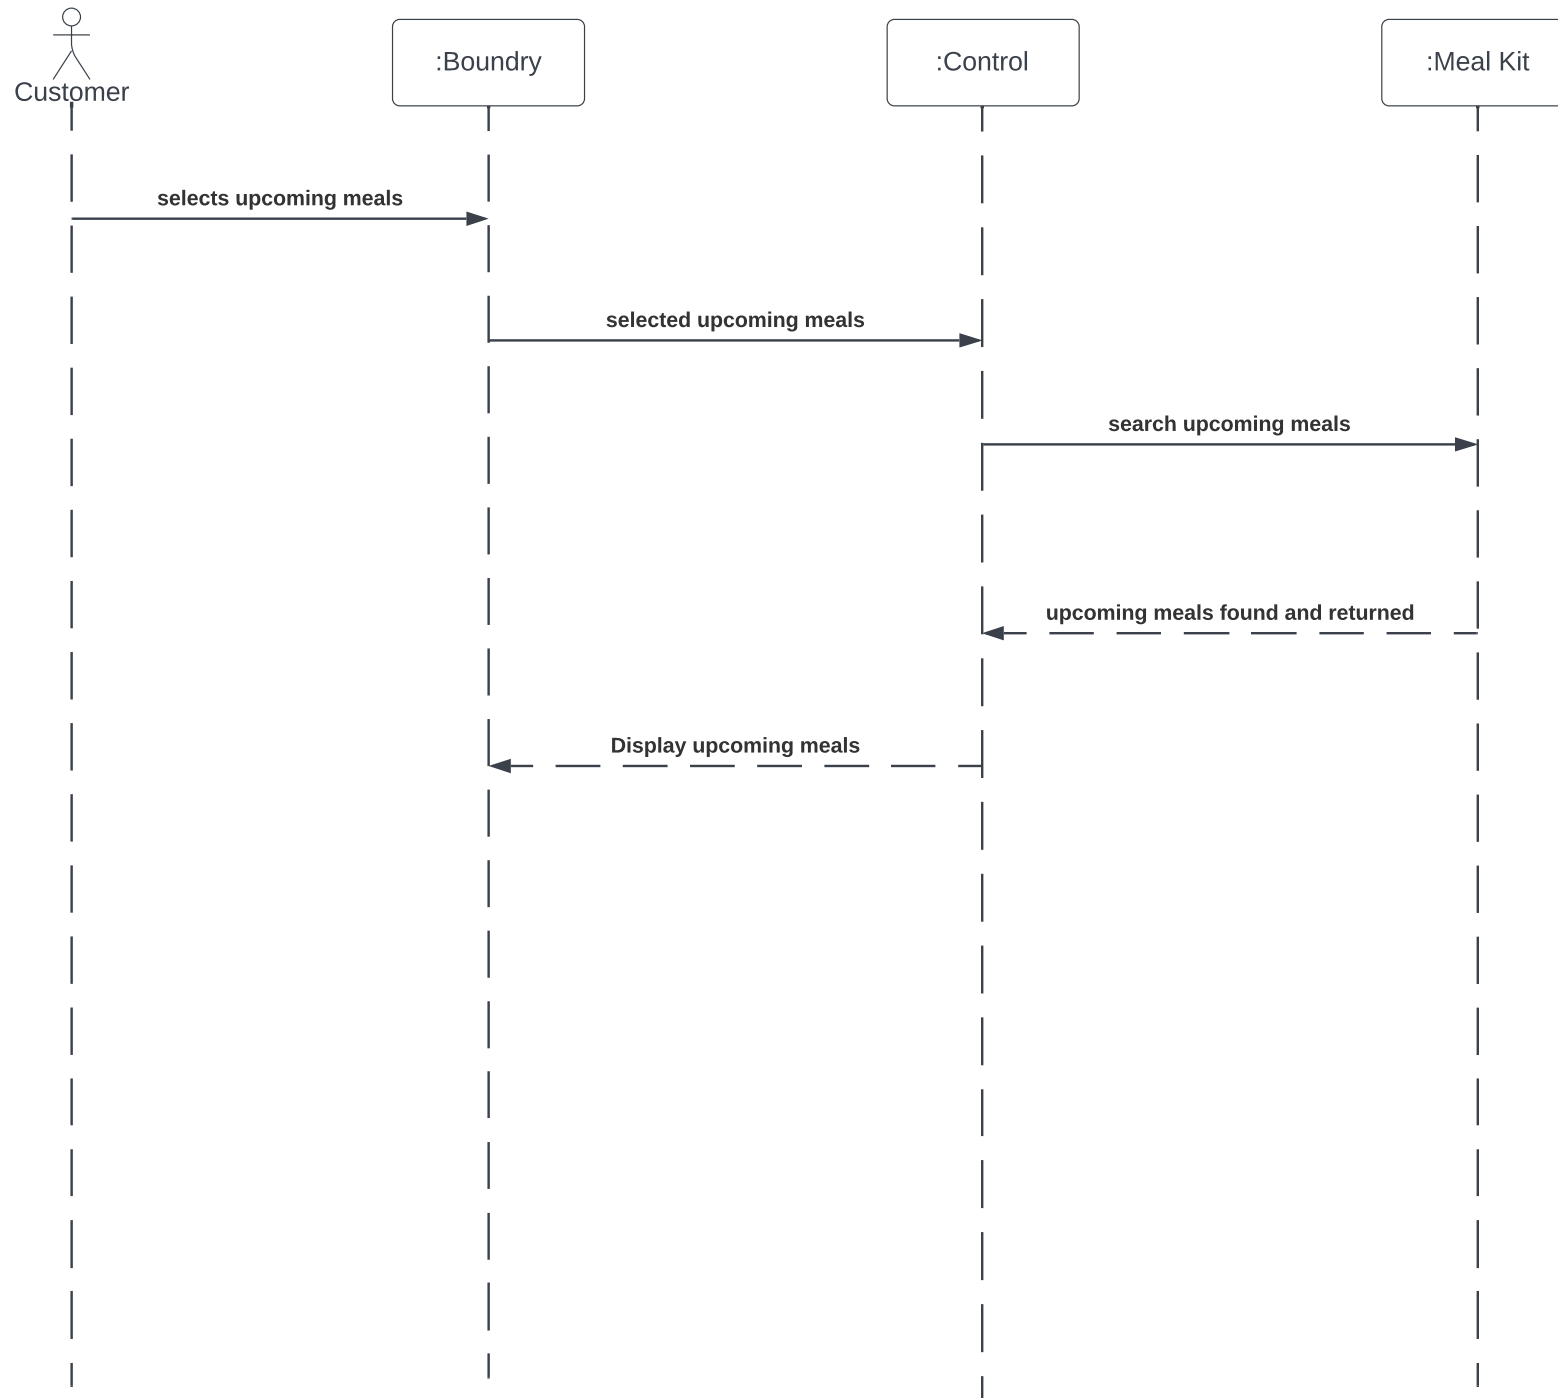 Customer
:Boundry
:Control
:Meal Kit
selects upcoming meals
selected upcoming meals
search upcoming meals
upcoming meals found and returned
Display upcoming meals